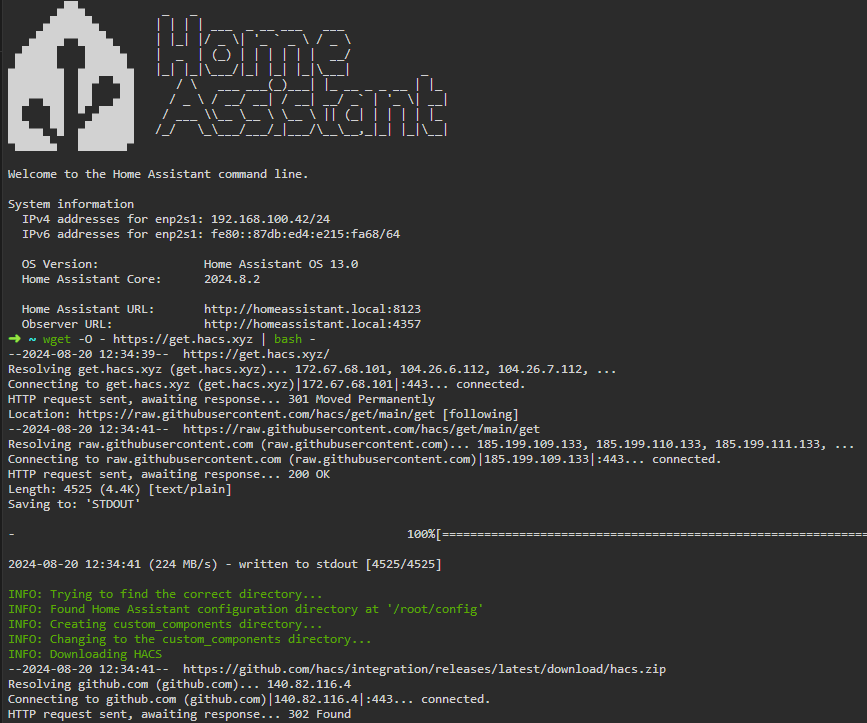 Home
Assistant
Welcome to the Home Assistant command line.
System information
IPv4 addresses for enp2s1: 192.168.100.42/24
IPv6 addresses for enp2s1: fe80::87db:ed4:e215:fa68/64
OS Version: Home Assistant OS 13.0
Home Assistant Core: 2024.8.2
Home Assistant URL: http://homeassistant.local:8123
Observer URL: http://homeassistant.local:4357
➜ ~ wget -O - https://get.hacs.xyz | bash -
--2024-08-20 12:34:39-- https://get.hacs.xyz/
Resolving get.hacs.xyz (get.hacs.xyz)... 172.67.68.101, 104.26.6.112, 104.26.7.112, ...
Connecting to get.hacs.xyz (get.hacs.xyz)|172.67.68.101|:443... connected.
HTTP request sent, awaiting response... 301 Moved Permanently
Location: https://raw.githubusercontent.com/hacs/get/main/get [following]
--2024-08-20 12:34:41-- https://raw.githubusercontent.com/hacs/get/main/get
Resolving raw.githubusercontent.com (raw.githubusercontent.com)... 185.199.109.133, 185.199.110.133, 185.199.111.133, ...
Connecting to raw.githubusercontent.com (raw.githubusercontent.com)|185.199.109.133|:443... connected.
HTTP request sent, awaiting response... 200 OK
Length: 4525 (4.4K) [text/plain]
Saving to: 'STDOUT'
- 100%[=============================================================
2024-08-20 12:34:41 (224 MB/s) - written to stdout [4525/4525]
INFO: Trying to find the correct directory...
INFO: Found Home Assistant configuration directory at '/root/config'
INFO: Creating custom_components directory...
INFO: Changing to the custom_components directory...
INFO: Downloading HACS
--2024-08-20 12:34:41-- https://github.com/hacs/integration/releases/latest/download/hacs.zip
Resolving github.com (github.com)... 140.82.116.4
Connecting to github.com (github.com)|140.82.116.4|:443... connected.
HTTP request sent, awaiting response... 302 Found